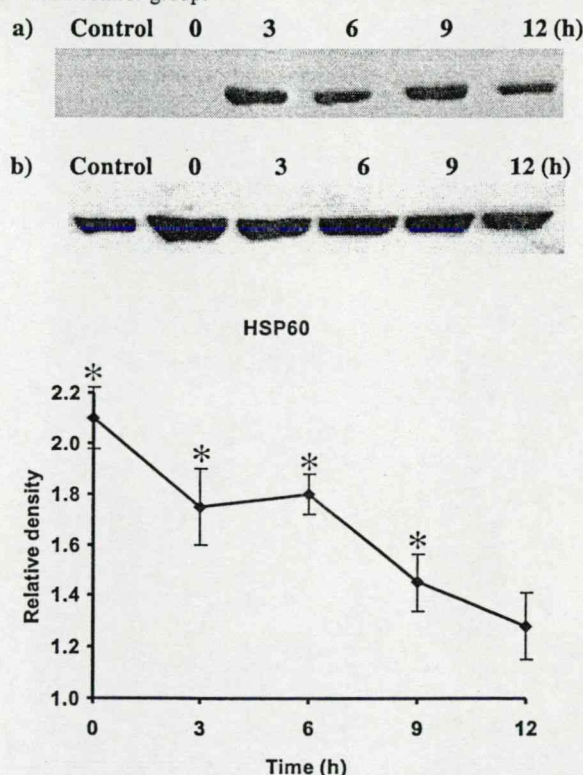 a) Control 0 3 6 9 12 (h)
b) Control 0 3 6 9 12 (h)
HSP60
*
2.2
*
*
2.0
1.8
*
1.6
1.4
1.2
1.0
Relative density
0 3 6 9 12
Time (h)